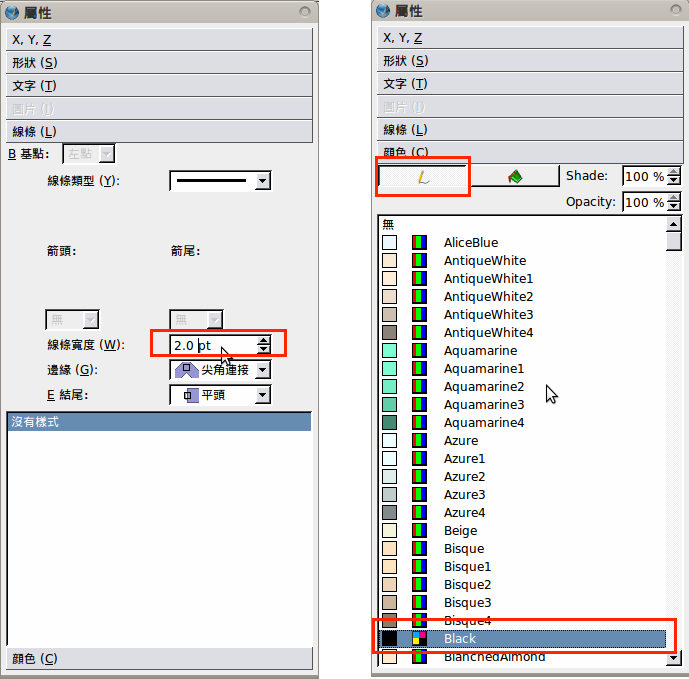 屬性
X, Y, Z
形狀 (S)
文字 (T)
圖片 (I)
線條 (L)
B 基點: 左點
線條類型 (Y):
箭頭: 箭尾:
無 無
線條寬度 (W): 2.0 pt
邊緣 (G): 尖角連接
E 結尾: 平頭
沒有樣式
顏色 (C)
屬性
X, Y, Z
形狀 (S)
文字 (T)
圖片 (I)
線條 (L)
顏色 (C)
Shade: 100 %
Opacity: 100 %
無
AliceBlue
AntiqueWhite
AntiqueWhite1
AntiqueWhite2
AntiqueWhite3
AntiqueWhite4
Aquamarine
Aquamarine1
Aquamarine2
Aquamarine3
Aquamarine4
Azure
Azure1
Azure2
Azure3
Azure4
Beige
Bisque
Bisque1
Bisque2
Bisque3
Bisque4
Black
BlanchedAlmond